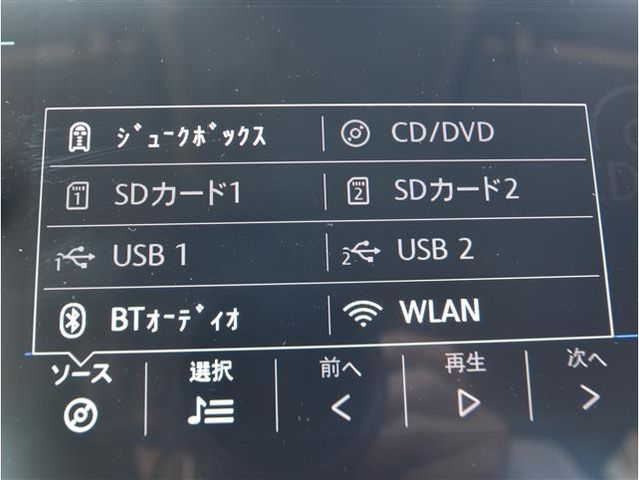 ｼﾞｭｰｸﾎﾞｯｸｽ CD/DVD
SDカード1 SDカード2
USB 1 USB 2
BTｵｰﾃﾞｨｵ WLAN
ソース 選択 前へ 再生 次へ